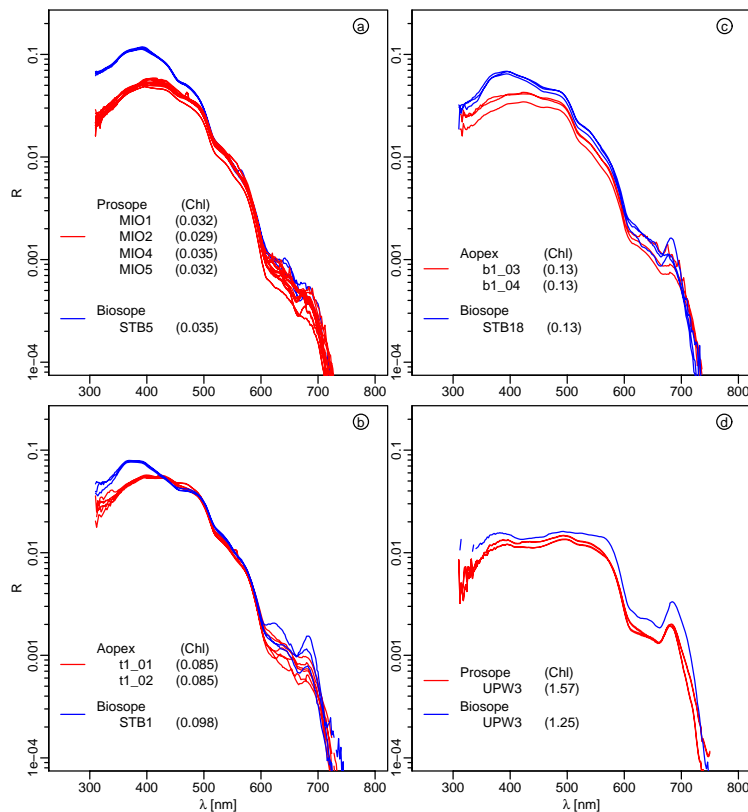 a
R
0.1
0.01
0.001
1e−04
Prosope (Chl)
MIO1 (0.032)
MIO2 (0.029)
MIO4 (0.035)
MIO5 (0.032)
Biosope
STB5 (0.035)
300 400 500 600 700 800
c
0.1
0.01
0.001
1e−04
Aopex (Chl)
b1_03 (0.13)
b1_04 (0.13)
Biosope
STB18 (0.13)
300 400 500 600 700 800
b
R
0.1
0.01
0.001
1e−04
Aopex (Chl)
t1_01 (0.085)
t1_02 (0.085)
Biosope
STB1 (0.098)
300 400 500 600 700 800
λ [nm]
d
0.1
0.01
0.001
1e−04
Prosope (Chl)
UPW3 (1.57)
Biosope
UPW3 (1.25)
300 400 500 600 700 800
λ [nm]